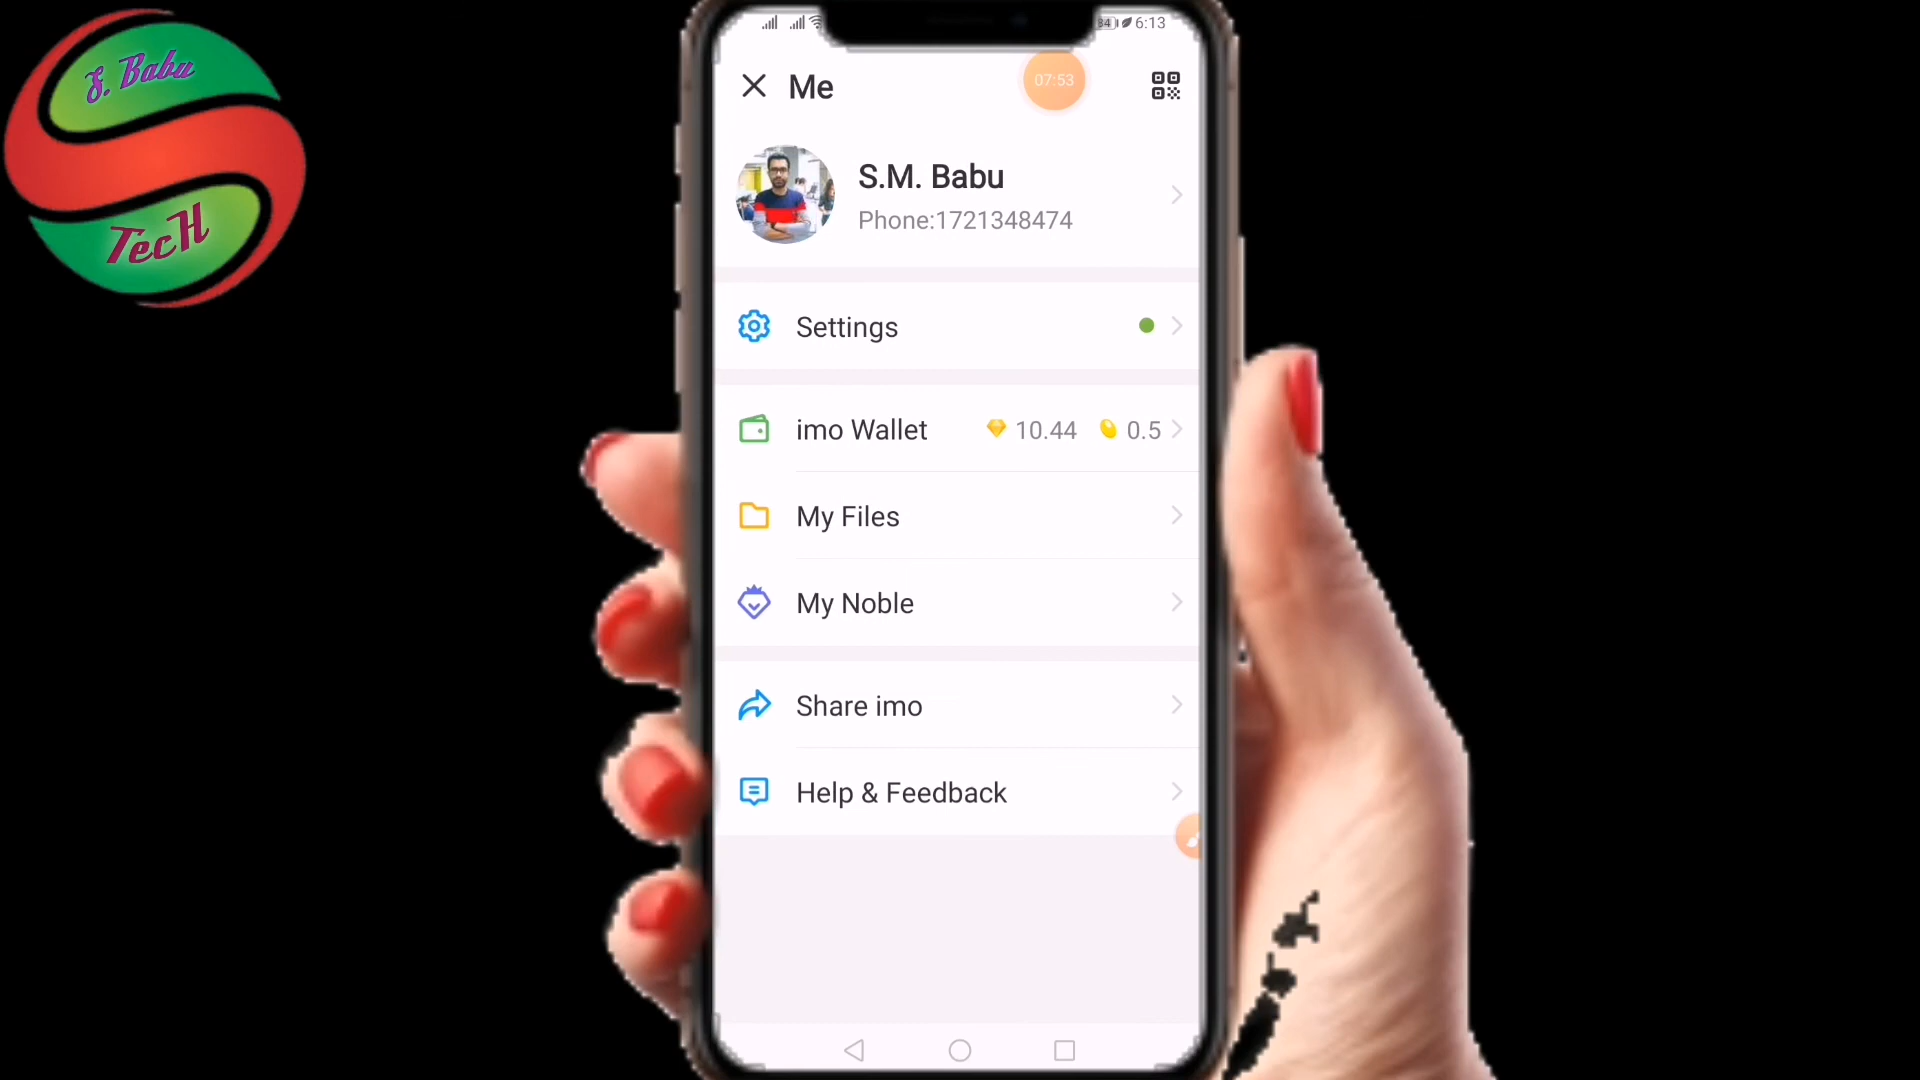 S. Babu
TecH
84 6:13
Me
07:53
S.M. Babu
Phone:1721348474
Settings
imo Wallet 10.44 0.5
My Files
My Noble
Share imo
Help & Feedback